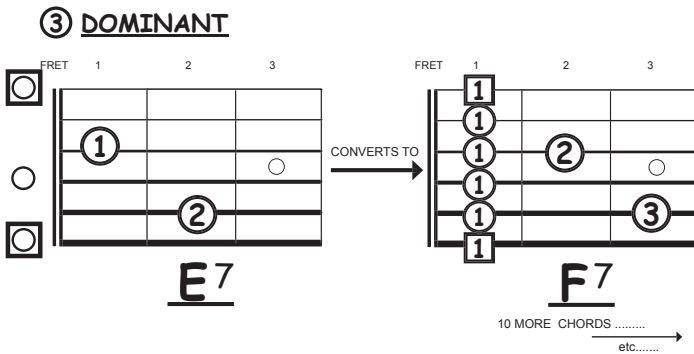 3 DOMINANT
FRET 1 2 3
FRET 1 2 3
1
2
CONVERTS TO
1
1
1 2
1
1 3
1
E7
F7
10 MORE CHORDS .........
etc.......